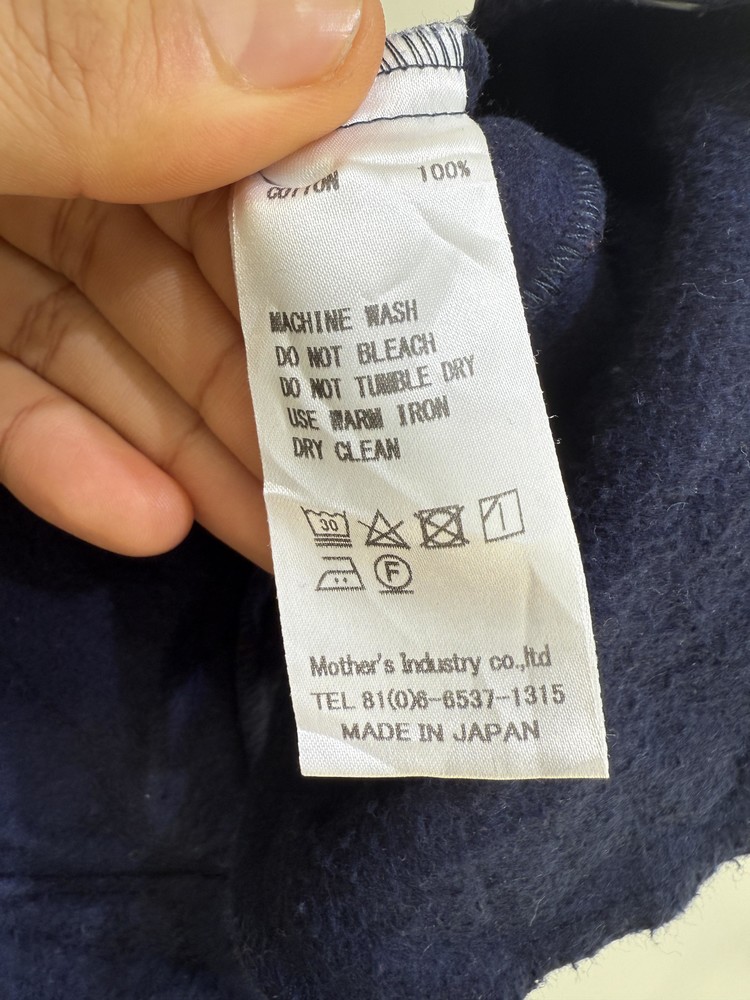 COTTON 100%
MACHINE WASH
DO NOT BLEACH
DO NOT TUMBLE DRY
USE WARM IRON
DRY CLEAN
30
F
Mother's Industry co.,ltd
TEL 81(0)6-6537-1315
MADE IN JAPAN